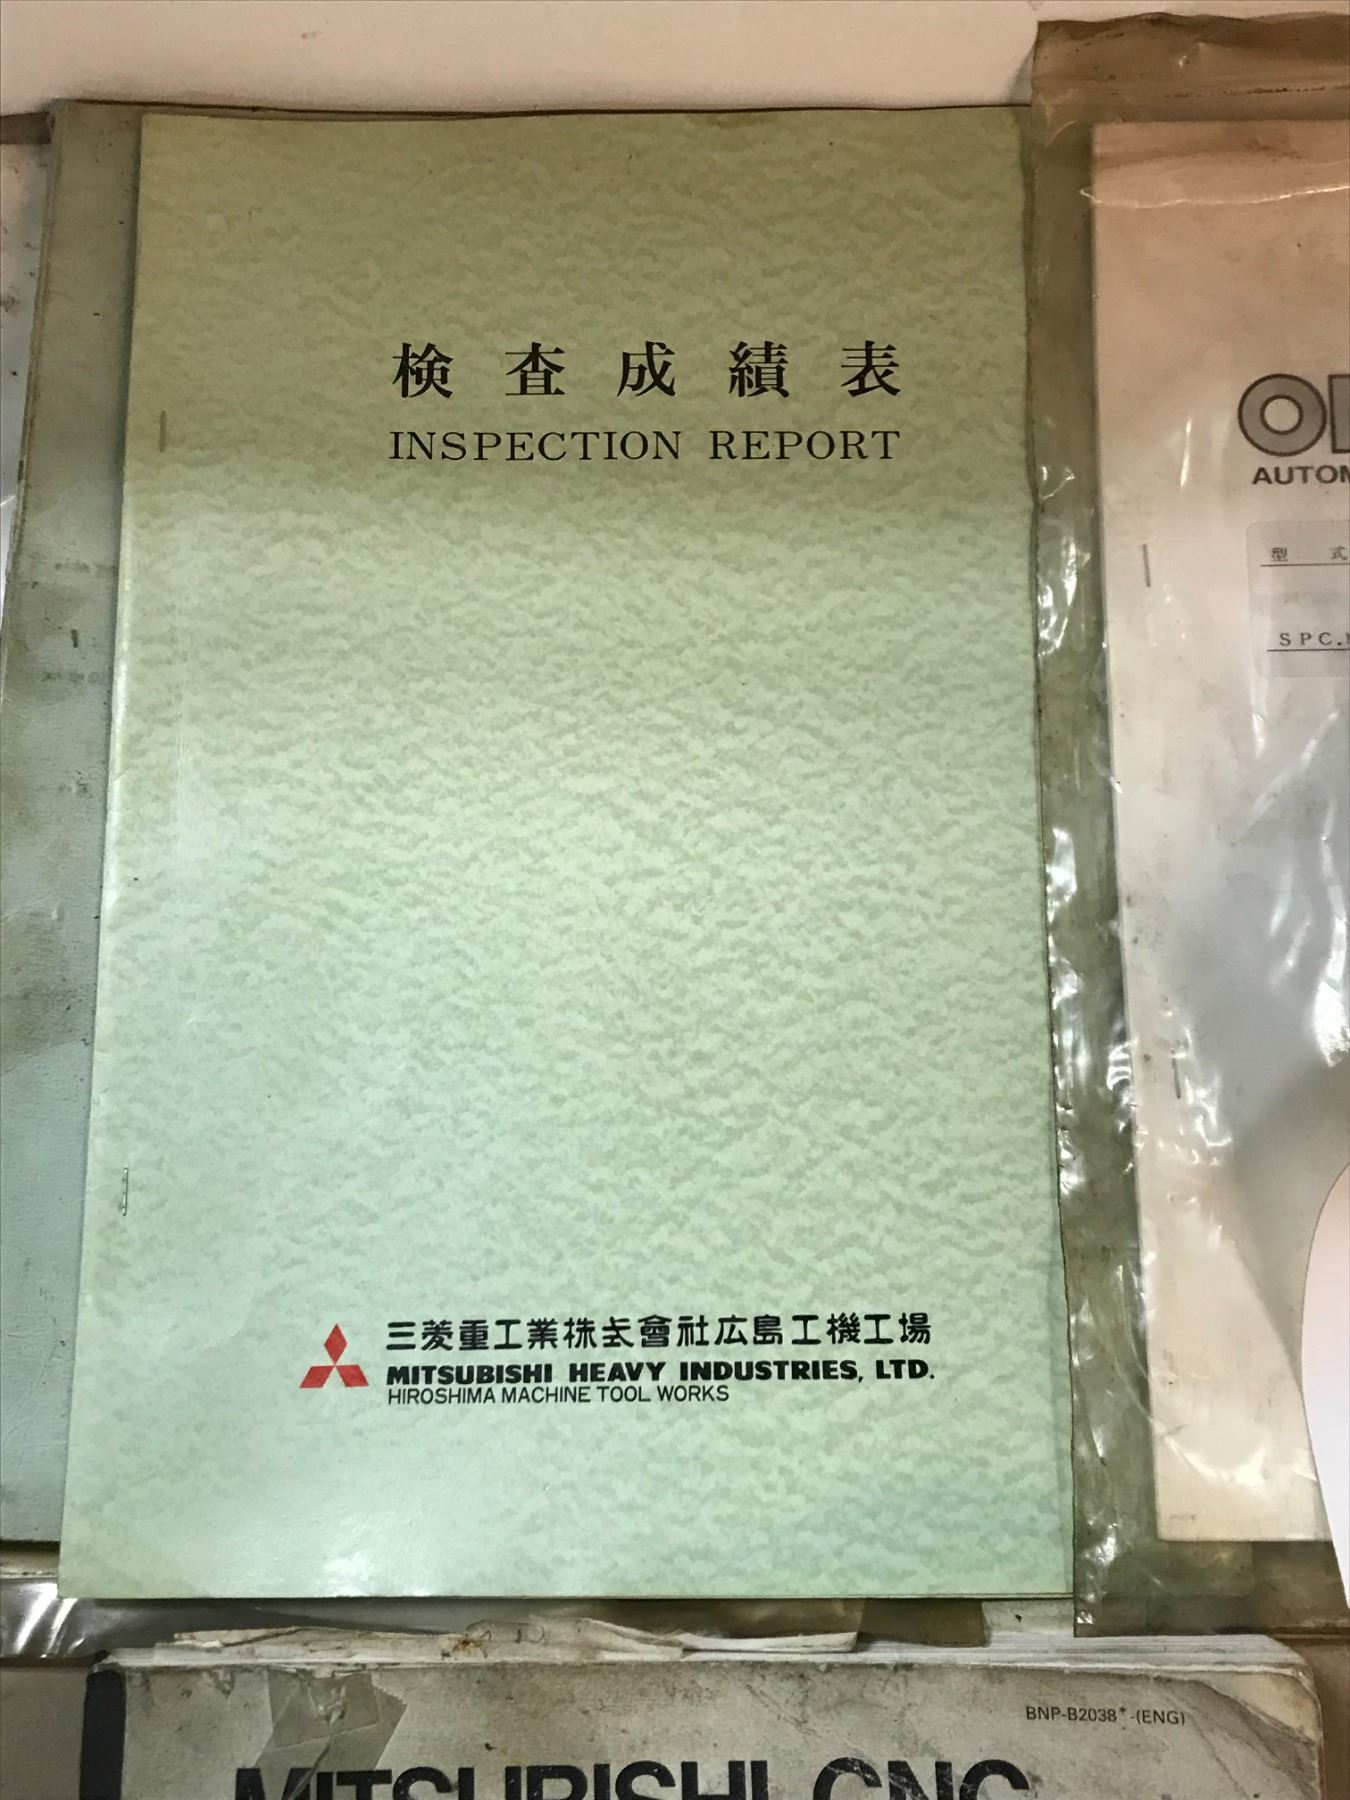 検査成績表
INSPECTION REPORT
三菱重工業株式會社広島工機工場
MITSUBISHI HEAVY INDUSTRIES, LTD.
HIROSHIMA MACHINE TOOL WORKS
AUTOM
型 式
SPC.
BNP-B2038*-(ENG)
MITSUBISHI CNC